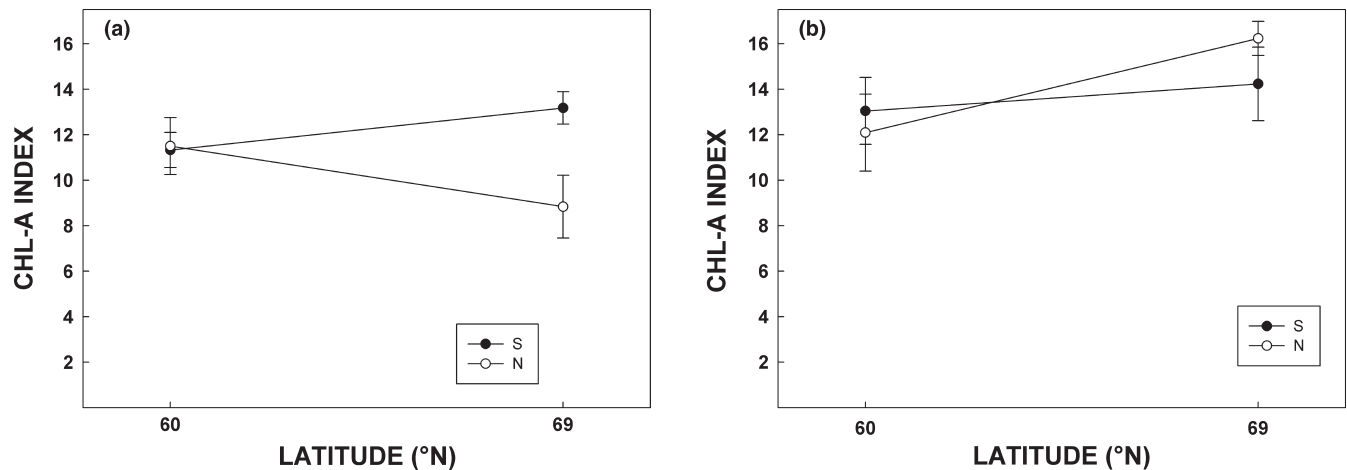 (a)
CHL-A INDEX
16
14
12
10
8
6
4
2
60
69
LATITUDE (°N)
S
N
(b)
CHL-A INDEX
16
14
12
10
8
6
4
2
60
69
LATITUDE (°N)
S
N